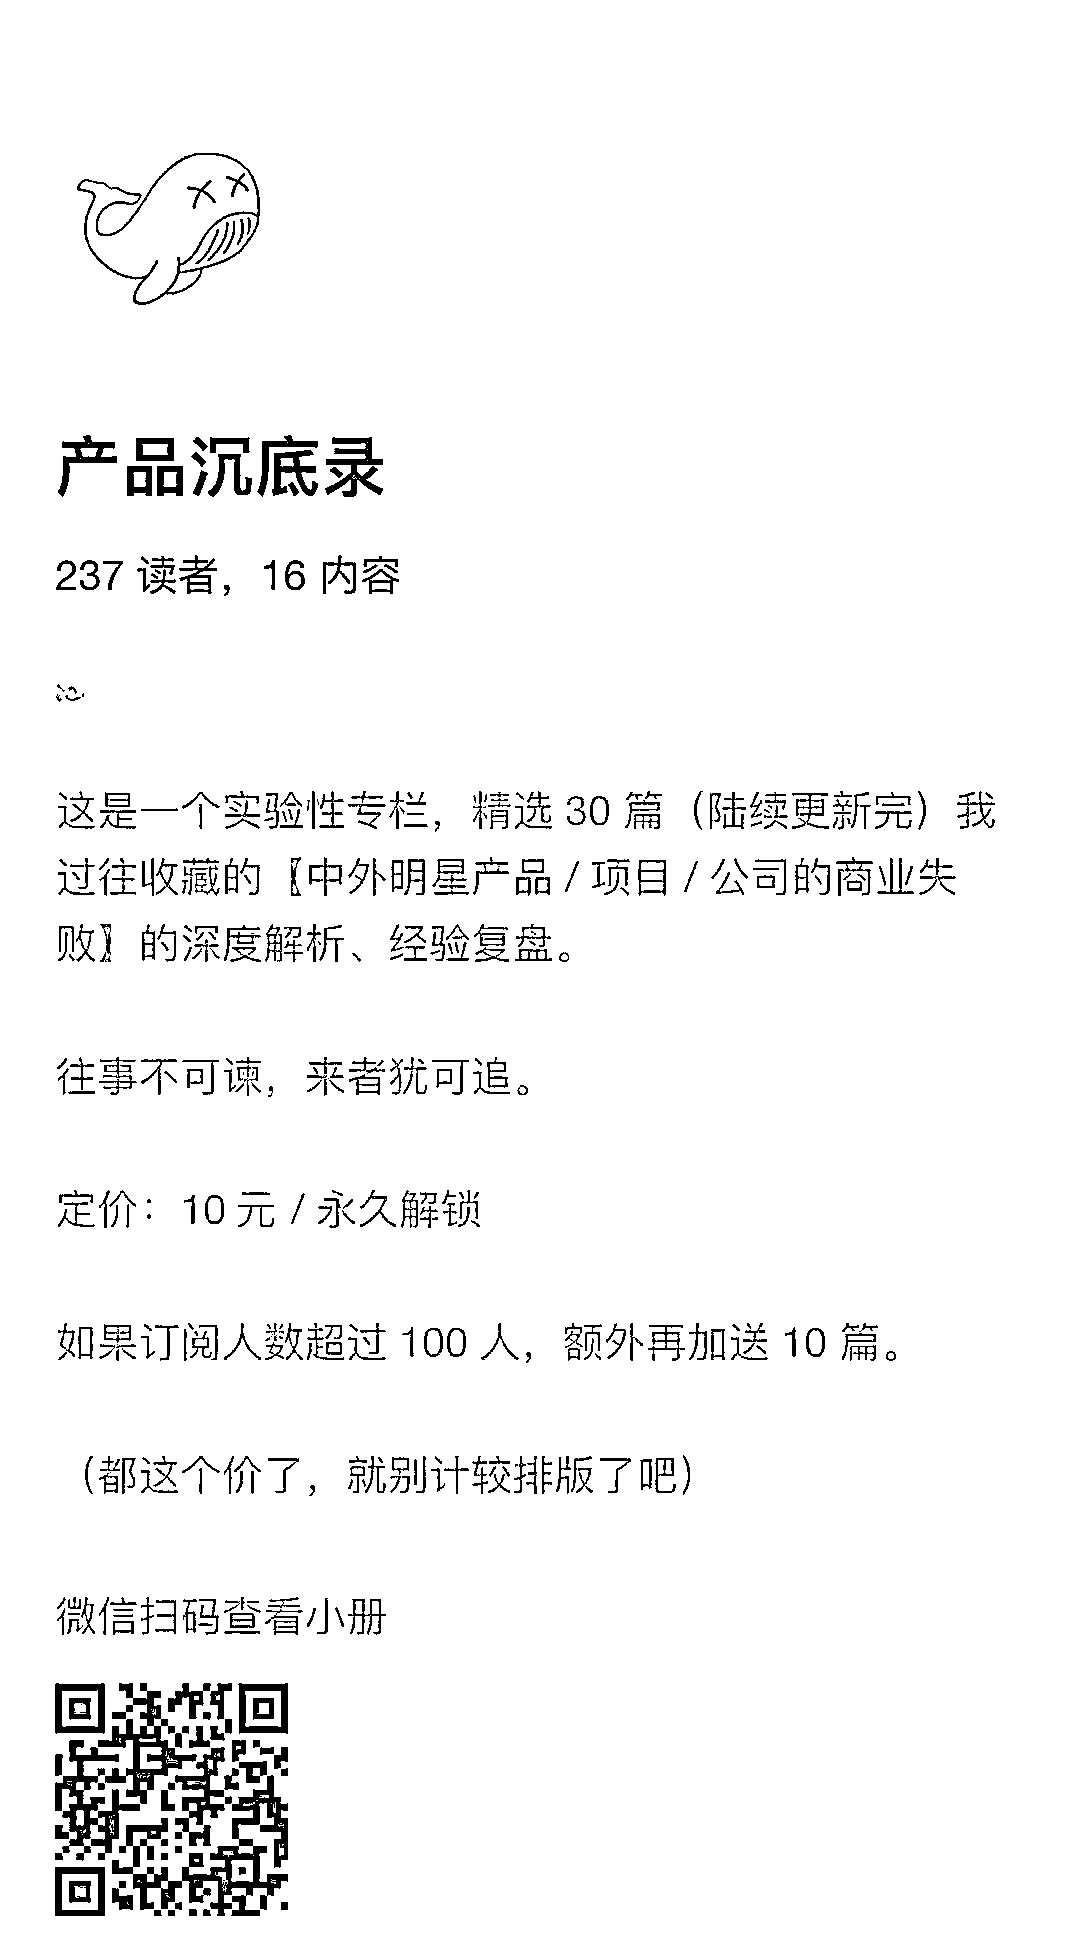 产品沉底录
237 读者，16 内容
这是一个实验性专栏，精选 30 篇（陆续更新完）我
过往收藏的【中外明星产品 / 项目 / 公司的商业失
败】的深度解析、经验复盘。
往事不可谏，来者犹可追。
定价：10 元 / 永久解锁
如果订阅人数超过 100 人，额外再加送 10 篇。
（都这个价了，就别计较排版了吧）
微信扫码查看小册